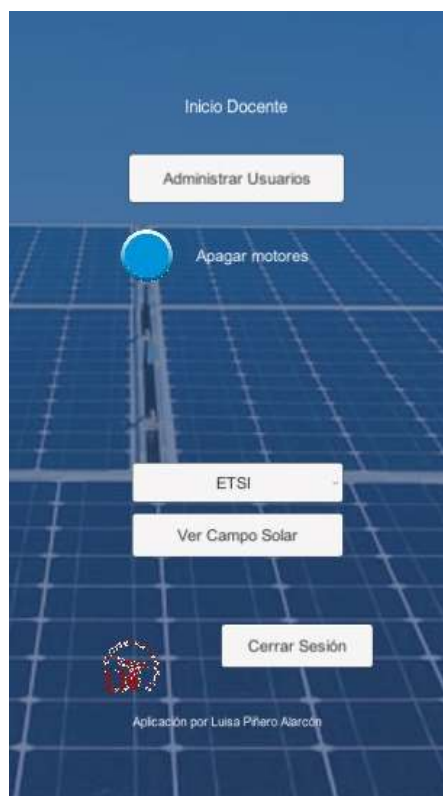 Inicio Docente
Administrar Usuarios
Apagar motores
ETSI
Ver Campo Solar
Cerrar Sesión
Aplicación por Luisa Piñero Alarcón